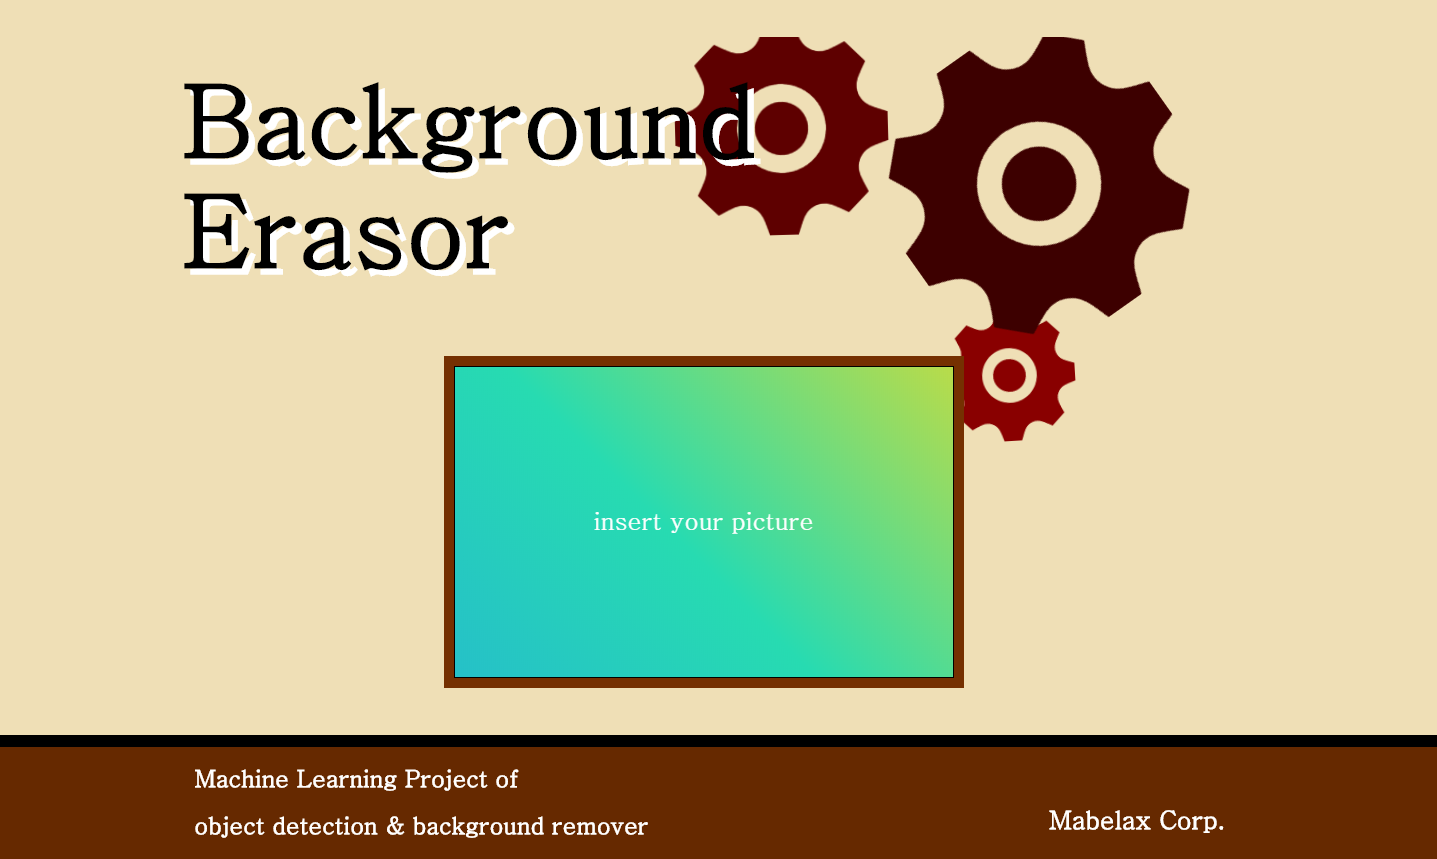 Background
Erasor
insert your picture
Machine Learning Project of
object detection & background remover
Mabelax Corp.